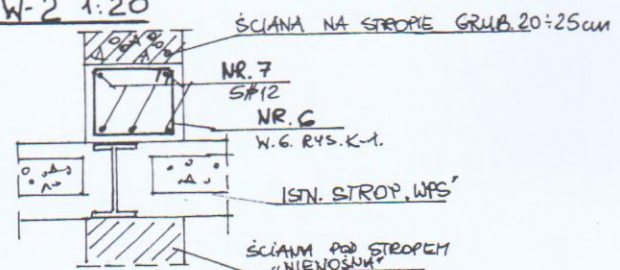 W-2 1:20
ŚCIANA NA STROPIE GRUB. 20÷25cm
NR. 7
5#12
NR. 6
W.G. RYS. K-1.
ISTN. STROP „WPS"
ŚCIANA POD STROPEM
„NIENOŚNA"